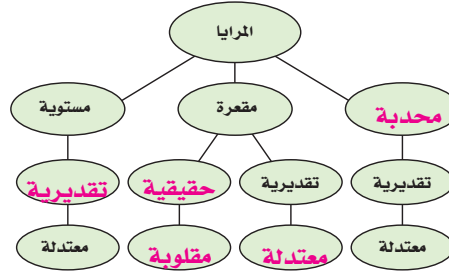 المرايا
محدبة
مقعرة
مستوية
تقديرية
تقديرية
حقيقية
تقديرية
معتدلة
معتدلة
مقلوبة
معتدلة